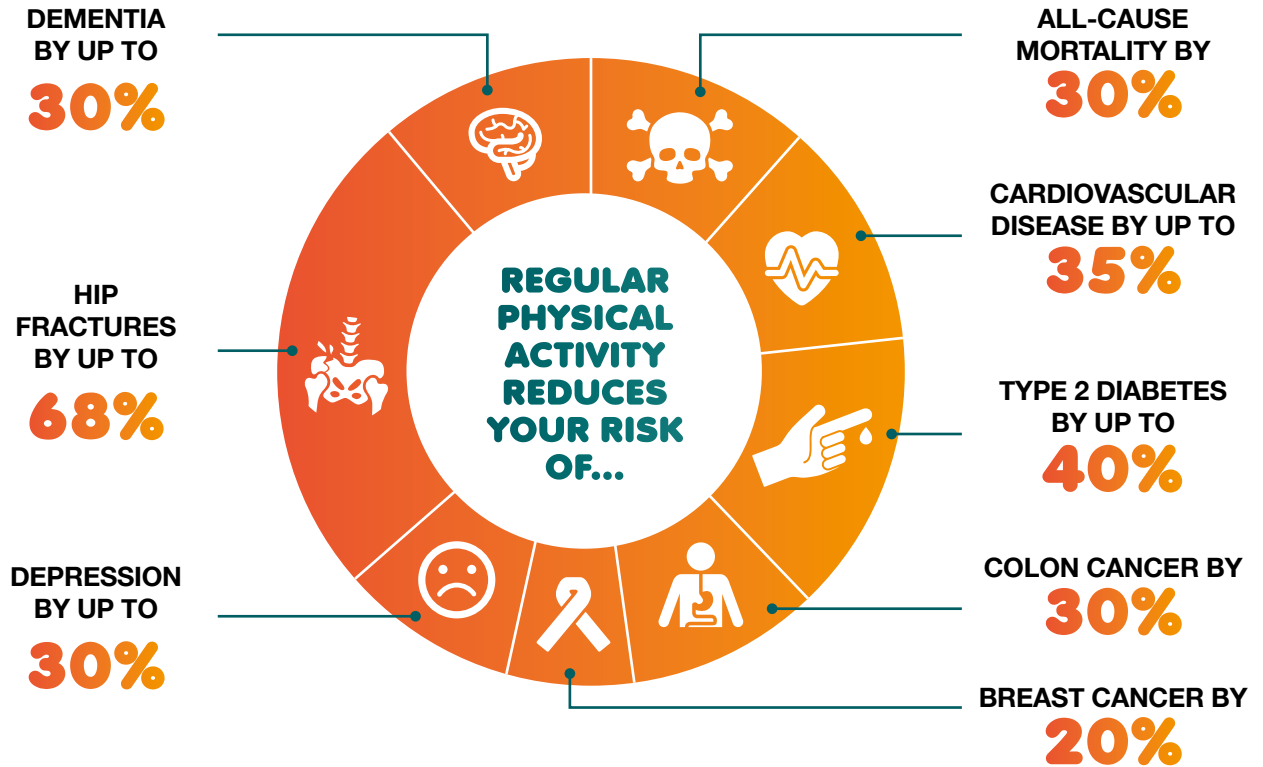 DEMENTIA
BY UP TO
30%
HIP
FRACTURES
BY UP TO
68%
DEPRESSION
BY UP TO
30%
REGULAR
PHYSICAL
ACTIVITY
REDUCES
YOUR RISK
OF...
ALL-CAUSE
MORTALITY BY
30%
CARDIOVASCULAR
DISEASE BY UP TO
35%
TYPE 2 DIABETES
BY UP TO
40%
COLON CANCER BY
30%
BREAST CANCER BY
20%